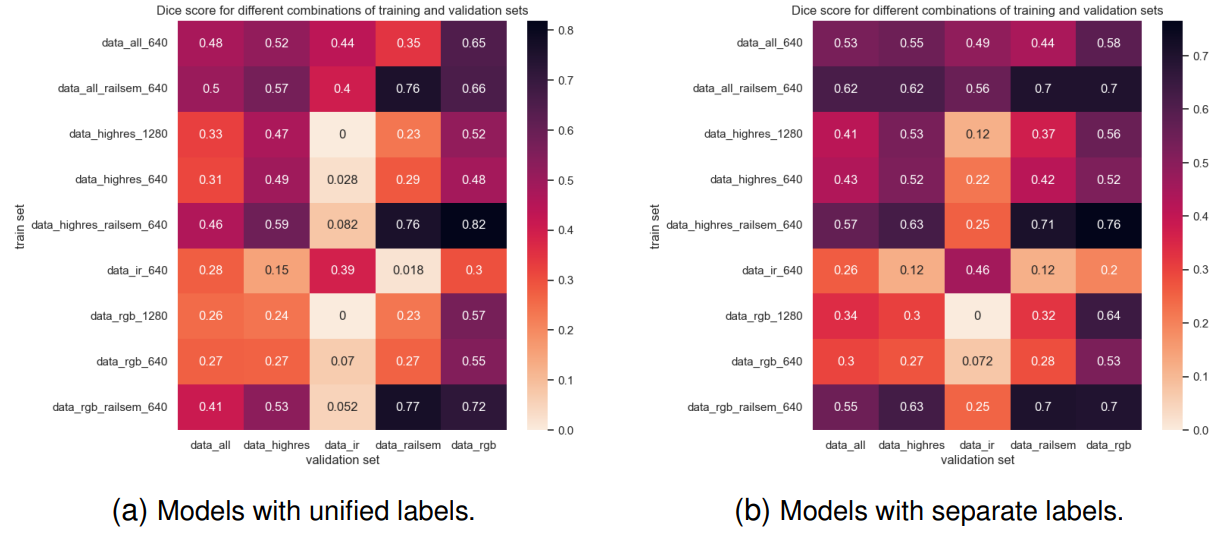 Dice score for different combinations of training and validation sets
train set
data_all_640 0.48 0.52 0.44 0.35 0.65
data_all_railsem_640 0.5 0.57 0.4 0.76 0.66
data_highres_1280 0.33 0.47 0 0.23 0.52
data_highres_640 0.31 0.49 0.028 0.29 0.48
data_highres_railsem_640 0.46 0.59 0.082 0.76 0.82
data_ir_640 0.28 0.15 0.39 0.018 0.3
data_rgb_1280 0.26 0.24 0 0.23 0.57
data_rgb_640 0.27 0.27 0.07 0.27 0.55
data_rgb_railsem_640 0.41 0.53 0.052 0.77 0.72
data_all data_highres data_ir data_railsem data_rgb
validation set
0.8
0.7
0.6
0.5
0.4
0.3
0.2
0.1
0.0
(a) Models with unified labels.
Dice score for different combinations of training and validation sets
train set
data_all_640 0.53 0.55 0.49 0.44 0.58
data_all_railsem_640 0.62 0.62 0.56 0.7 0.7
data_highres_1280 0.41 0.53 0.12 0.37 0.56
data_highres_640 0.43 0.52 0.22 0.42 0.52
data_highres_railsem_640 0.57 0.63 0.25 0.71 0.76
data_ir_640 0.26 0.12 0.46 0.12 0.2
data_rgb_1280 0.34 0.3 0 0.32 0.64
data_rgb_640 0.3 0.27 0.072 0.28 0.53
data_rgb_railsem_640 0.55 0.63 0.25 0.7 0.7
data_all data_highres data_ir data_railsem data_rgb
validation set
0.7
0.6
0.5
0.4
0.3
0.2
0.1
0.0
(b) Models with separate labels.